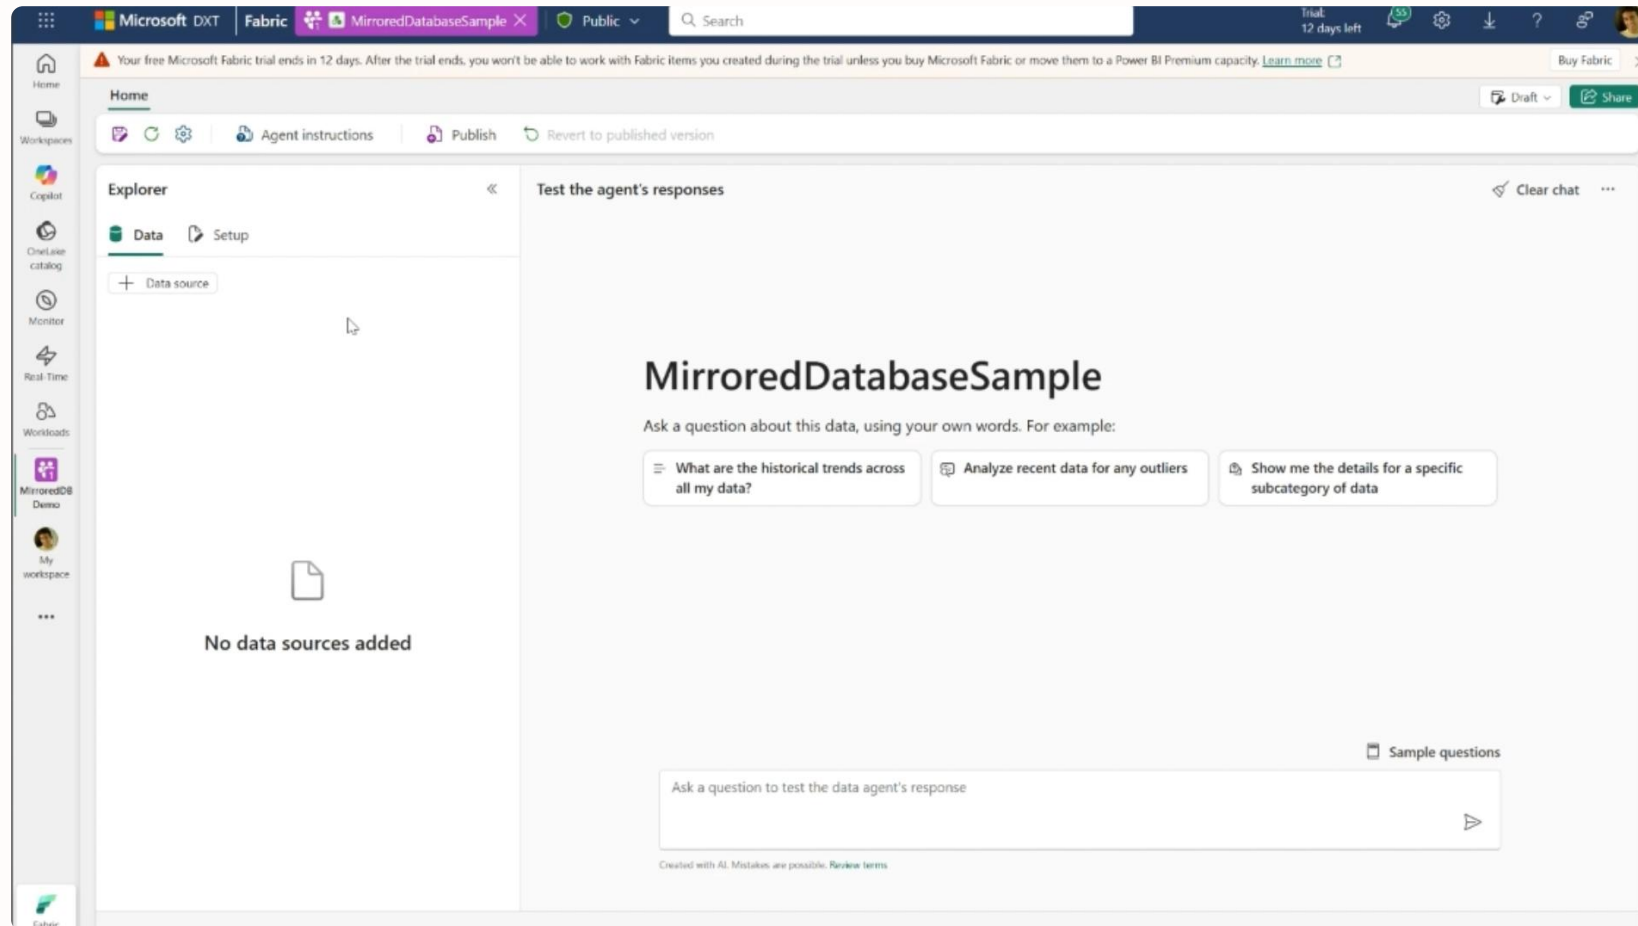 Microsoft DXT
Fabric
MirroredDatabaseSample
Public
Search
Trial:
12 days left
55
Your free Microsoft Fabric trial ends in 12 days. After the trial ends, you won't be able to work with Fabric items you created during the trial unless you buy Microsoft Fabric or move them to a Power BI Premium capacity. Learn more
Buy Fabric
Home
Draft
Share
Agent instructions
Publish
Revert to published version
Home
Workspaces
Copilot
OneLake
catalog
Monitor
Real-Time
Workloads
MirroredDB
Demo
My
workspace
Fabric
Explorer
Data
Setup
Data source
No data sources added
Test the agent's responses
Clear chat
MirroredDatabaseSample
Ask a question about this data, using your own words. For example:
What are the historical trends across
all my data?
Analyze recent data for any outliers
Show me the details for a specific
subcategory of data
Sample questions
Ask a question to test the data agent's response
Created with AI. Mistakes are possible. Review terms